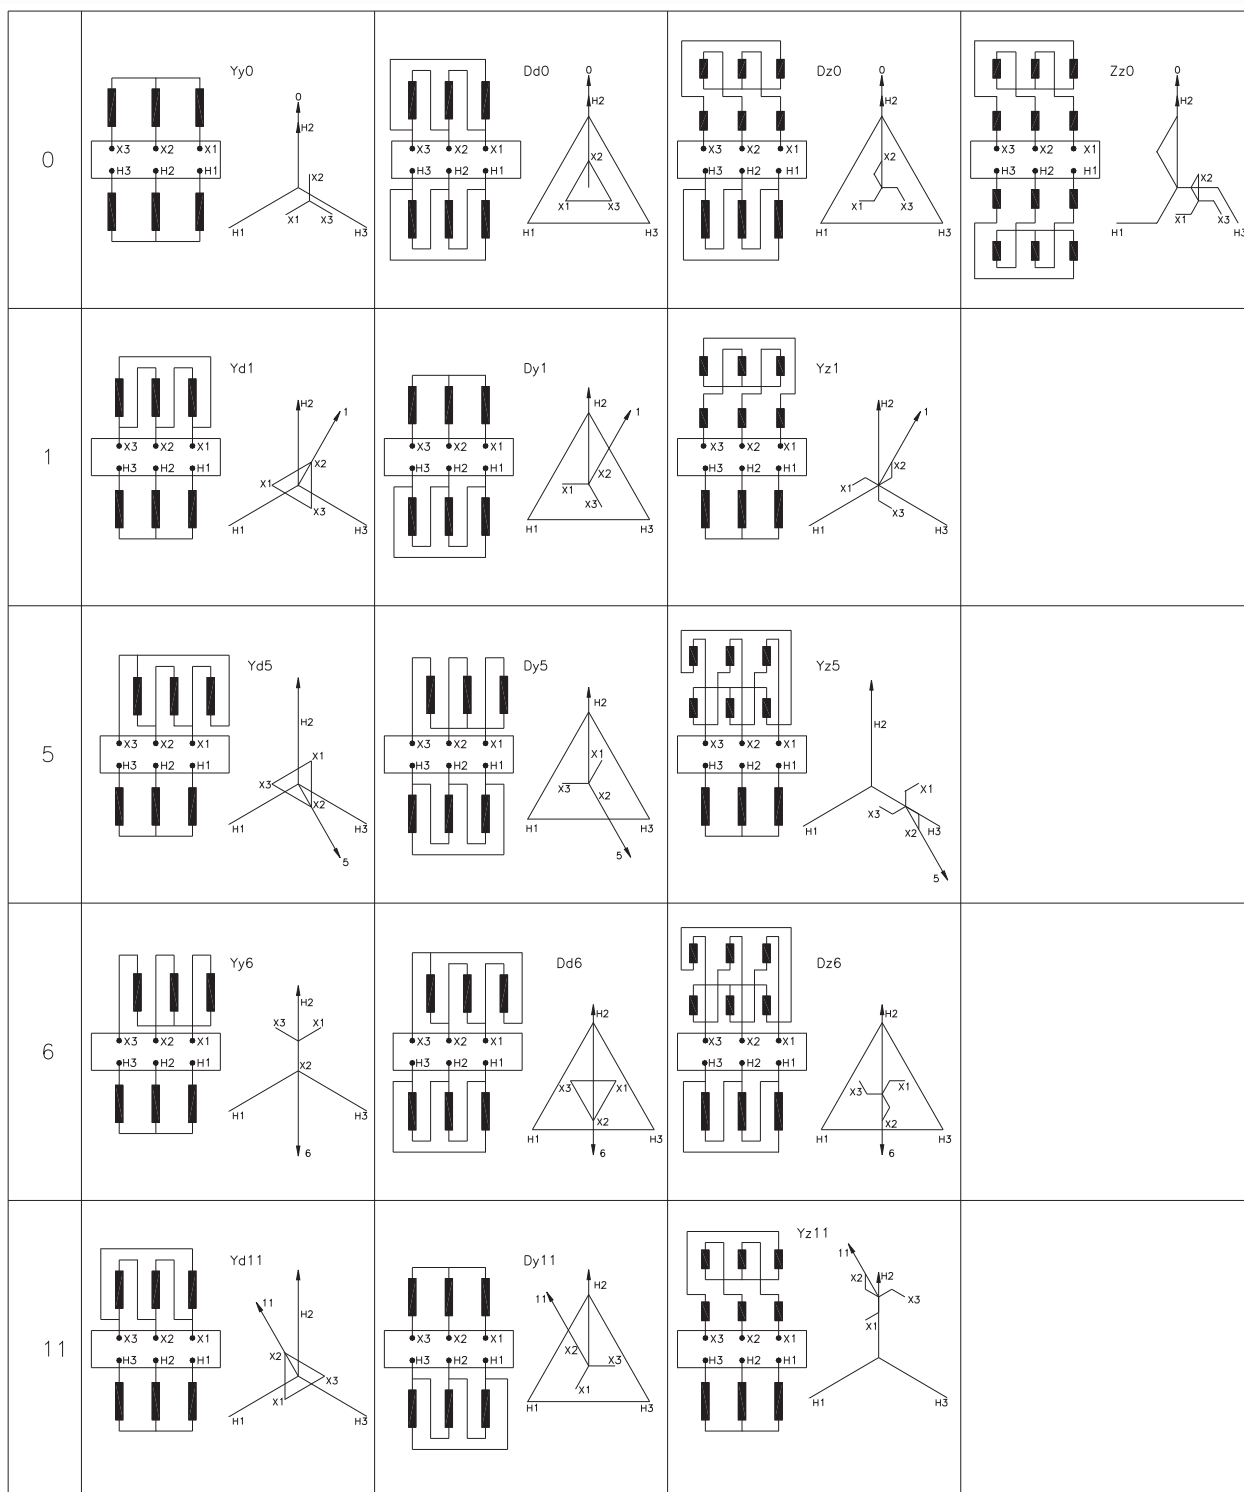 0
Yy0
0
H2
X3 X2 X1
H3 H2 H1
X2
X1 X3
H1 H3
Dd0
0
H2
X3 X2 X1
H3 H2 H1
X2
X1 X3
H1 H3
Dz0
0
H2
X3 X2 X1
H3 H2 H1
X2
X1 X3
H1 H3
Zz0
0
H2
X3 X2 X1
H3 H2 H1
X2
X1 X3
H1 H3
1
Yd1
H2 1
X3 X2 X1
H3 H2 H1
X2
X1
X3
H1 H3
Dy1
H2 1
X3 X2 X1
H3 H2 H1
X2
X1
X3
H1 H3
Yz1
H2 1
X3 X2 X1
H3 H2 H1
X2
X1
X3
H1 H3
5
Yd5
H2
X3 X2 X1
H3 H2 H1
X1
X3
X2
H1 H3
5
Dy5
H2
X3 X2 X1
H3 H2 H1
X1
X3
X2
H1 H3
5
Yz5
H2
X3 X2 X1
H3 H2 H1
X1
X3
X2
H1 H3
5
6
Yy6
H2
X3 X1
X3 X2 X1
H3 H2 H1
X2
H1 H3
6
Dd6
H2
X3 X2 X1
H3 H2 H1
X3 X1
X2
H1 H3
6
Dz6
H2
X3 X2 X1
H3 H2 H1
X3 X1
X2
H1 H3
6
11
Yd11
11
H2
X3 X2 X1
H3 H2 H1
X2
X3
X1
H1 H3
Dy11
H2
11
X3 X2 X1
H3 H2 H1
X2
X3
X1
H1 H3
Yz11
11
X2 H2
X3
X1
X3 X2 X1
H3 H2 H1
H1 H3